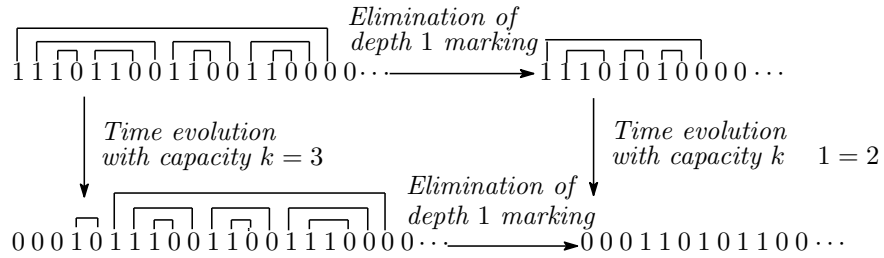 Elimination of
depth 1 marking
1 1 1 0 1 1 0 0 1 1 0 0 1 1 0 0 0 0 ··· 1 1 1 0 1 0 1 0 0 0 0 ···
Time evolution
with capacity k = 3
Time evolution
with capacity k 1 = 2
Elimination of
depth 1 marking
0 0 0 1 0 1 1 1 0 0 1 1 0 0 1 1 1 0 0 0 0 ··· 0 0 0 1 1 0 1 0 1 1 0 0 ···